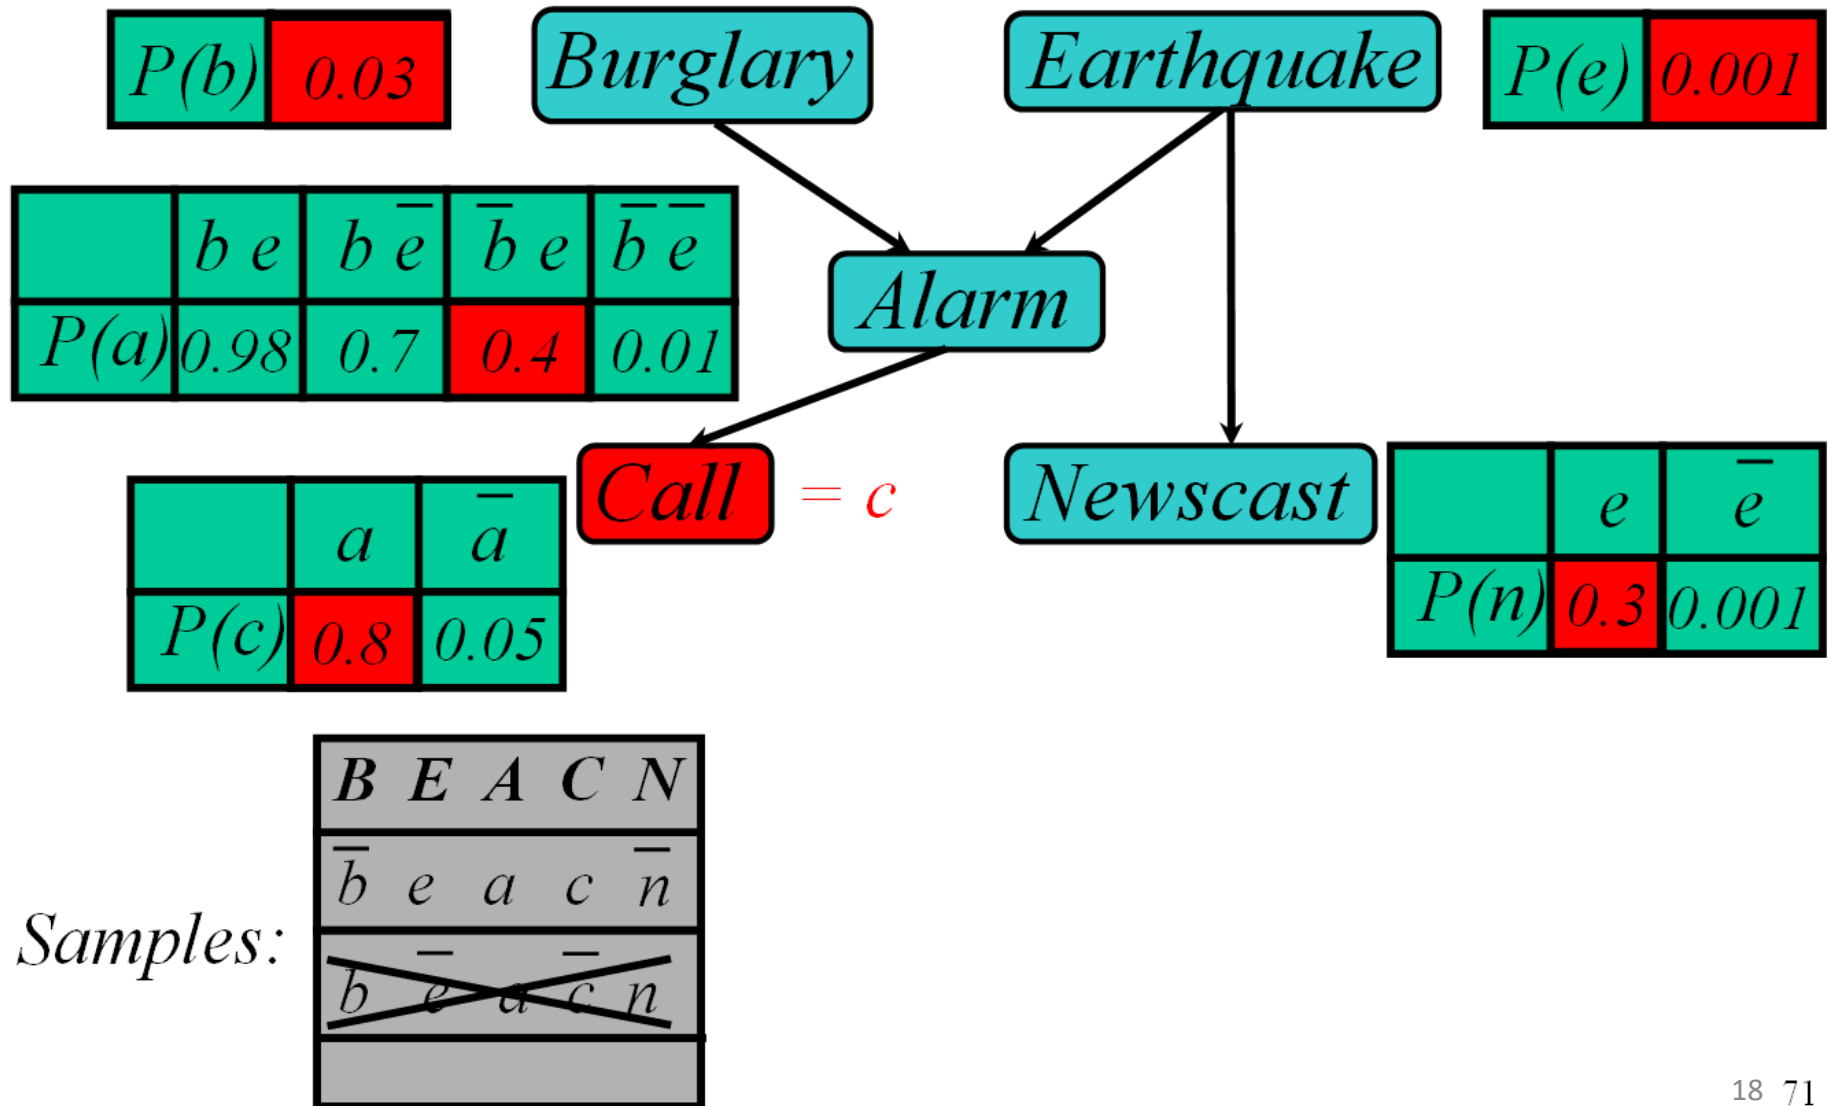 P(b) 0.03
Burglary
Earthquake
P(e) 0.001
b e b e̅ b̅ e b̅ e̅
P(a) 0.98 0.7 0.4 0.01
Alarm
a a̅
P(c) 0.8 0.05
Call = c
Newscast
e e̅
P(n) 0.3 0.001
B E A C N
b̅ e a c n̅
Samples:
b e̅ a c̅ n
18 71